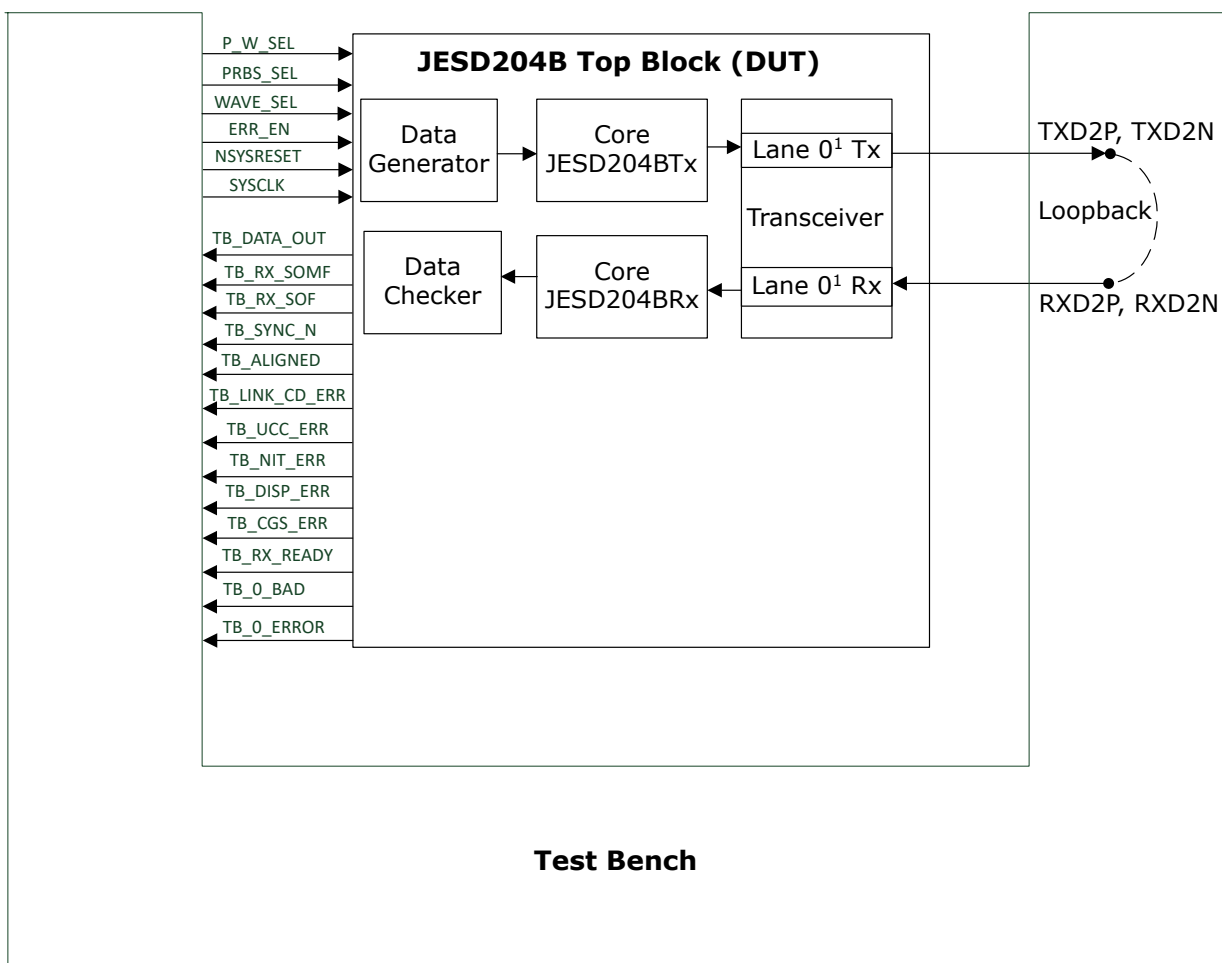 P_W_SEL
PRBS_SEL
WAVE_SEL
ERR_EN
NSYSRESET
SYSCLK
TB_DATA_OUT
TB_RX_SOMF
TB_RX_SOF
TB_SYNC_N
TB_ALIGNED
TB_LINK_CD_ERR
TB_UCC_ERR
TB_NIT_ERR
TB_DISP_ERR
TB_CGS_ERR
TB_RX_READY
TB_0_BAD
TB_0_ERROR
JESD204B Top Block (DUT)
Data
Generator
Core
JESD204BTx
Lane 0¹ Tx
Transceiver
Lane 0¹ Rx
Core
JESD204BRx
Data
Checker
TXD2P, TXD2N
Loopback
RXD2P, RXD2N
Test Bench